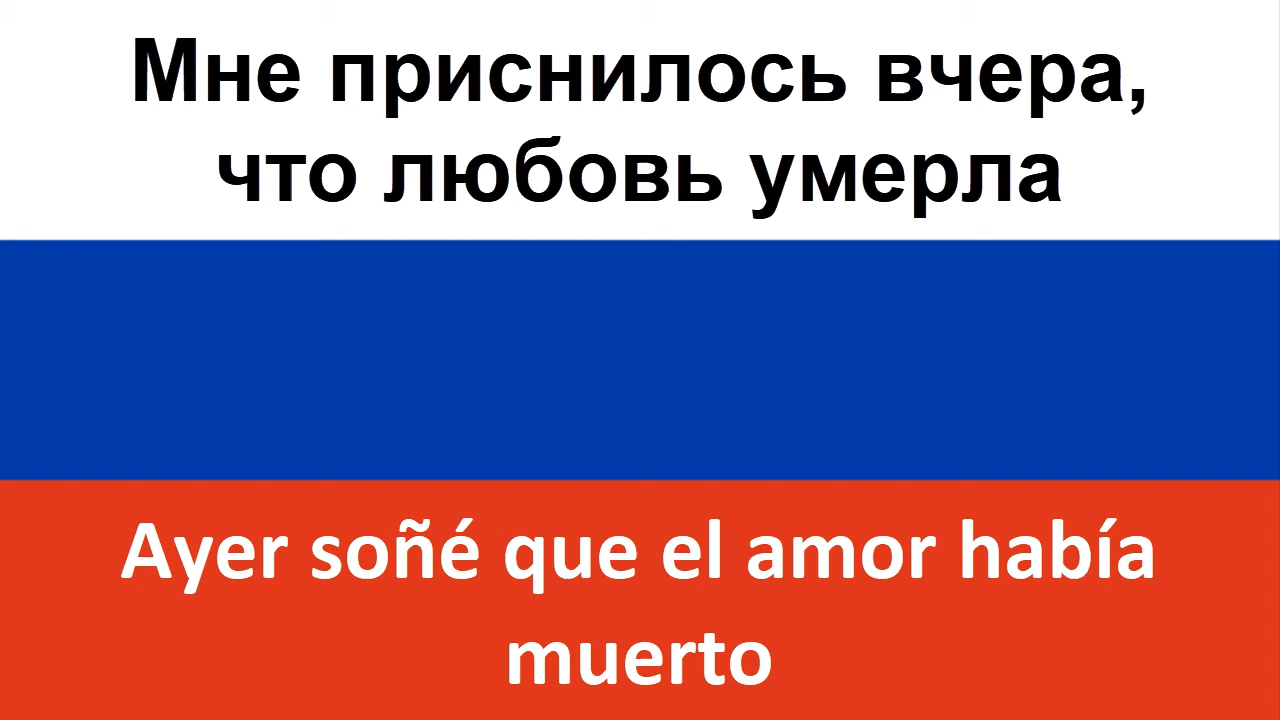 Мне приснилось вчера,
что любовь умерла
Ayer soñé que el amor había
muerto